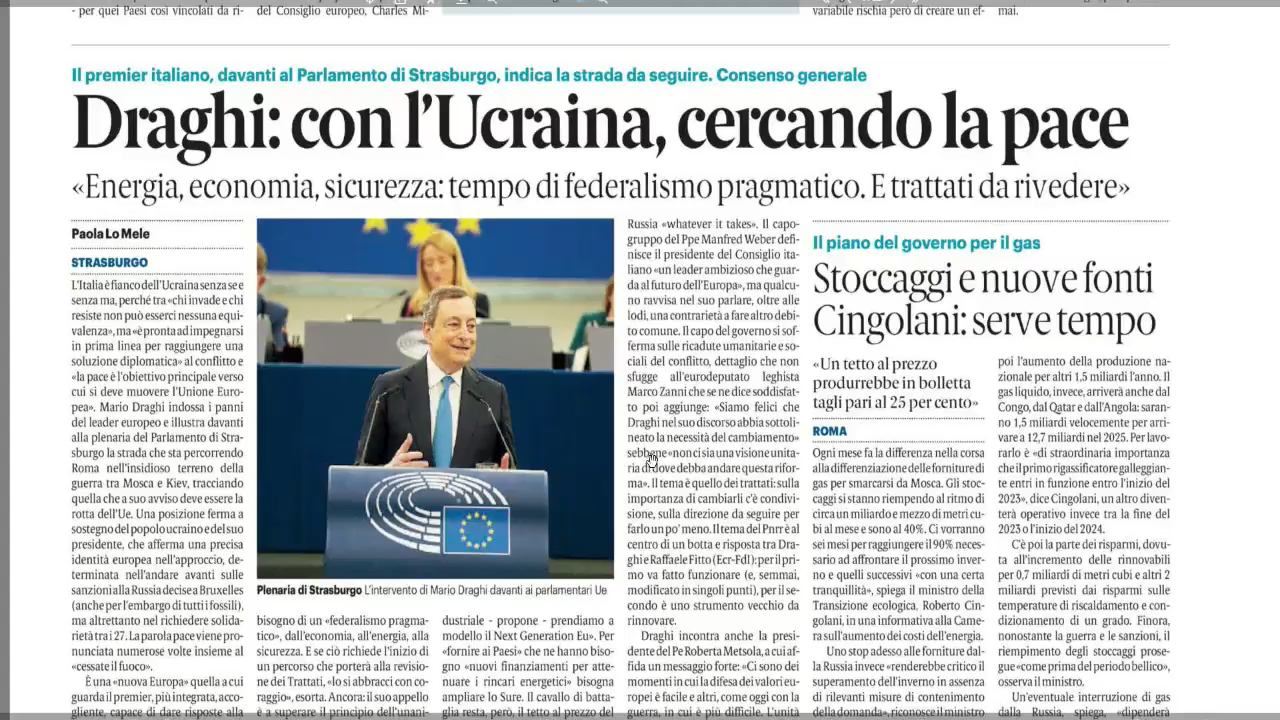 - per quei Paesi così vincolati da ri-
del Consiglio europeo, Charles Mi-
variabile rischia però di creare un ef-
mai.
Il premier italiano, davanti al Parlamento di Strasburgo, indica la strada da seguire. Consenso generale
Draghi: con l'Ucraina, cercando la pace
«Energia, economia, sicurezza: tempo di federalismo pragmatico. E trattati da rivedere»
Paola Lo Mele
STRASBURGO
L'Italia è fianco dell'Ucraina senza se e
senza ma, perché tra «chi invade e chi
resiste non può esserci nessuna equi-
valenza», ma «è pronta ad impegnarsi
in prima linea per raggiungere una
soluzione diplomatica» al conflitto e
«la pace è l'obiettivo principale verso
cui si deve muovere l'Unione Euro-
pea». Mario Draghi indossa i panni
del leader europeo e illustra davanti
alla plenaria del Parlamento di Stra-
sburgo la strada che sta percorrendo
Roma nell'insidioso terreno della
guerra tra Mosca e Kiev, tracciando
quella che a suo avviso deve essere la
rotta dell'Ue. Una posizione ferma a
sostegno del popolo ucraino e del suo
presidente, che afferma una precisa
identità europea nell'approccio, de-
terminata nell'andare avanti sulle
sanzioni alla Russia decise a Bruxelles
(anche per l'embargo di tutti i fossili),
ma altrettanto nel richiedere solida-
rietà tra i 27. La parola pace viene pro-
nunciata numerose volte insieme al
«cessate il fuoco».
È una «nuova Europa» quella a cui
guarda il premier, più integrata, acco-
gliente, capace di dare risposte alla
Plenaria di Strasburgo L'intervento di Mario Draghi davanti ai parlamentari Ue
bisogno di un «federalismo pragma-
tico», dall'economia, all'energia, alla
sicurezza. E se ciò richiede l'inizio di
un percorso che porterà alla revisio-
ne dei Trattati, «lo si abbracci con co-
raggio», esorta. Ancora: il suo appello
è a superare il principio dell'unani-
dustriale - propone - prendiamo a
modello il Next Generation Eu». Per
«fornire ai Paesi» che ne hanno biso-
gno «nuovi finanziamenti per atte-
nuare i rincari energetici» bisogna
ampliare lo Sure. Il cavallo di batta-
glia resta, però, il tetto al prezzo del
Russia «whatever it takes». Il capo-
gruppo del Ppe Manfred Weber defi-
nisce il presidente del Consiglio ita-
liano «un leader ambizioso che guar-
da al futuro dell'Europa», ma qualcu-
no ravvisa nel suo parlare, oltre alle
lodi, una contrarietà a fare altro debi-
to comune. Il capo del governo si sof-
ferma sulle ricadute umanitarie e so-
ciali del conflitto, dettaglio che non
sfugge all'eurodeputato leghista
Marco Zanni che se ne dice soddisfat-
to poi aggiunge: «Siamo felici che
Draghi nel suo discorso abbia sottoli-
neato la necessità del cambiamento»
sebbene «non ci sia una visione unita-
ria di dove debba andare questa rifor-
ma». Il tema è quello dei trattati: sulla
importanza di cambiarli c'è condivi-
sione, sulla direzione da seguire per
farlo un po' meno. Il tema del Pnrr è al
centro di un botta e risposta tra Dra-
ghi e Raffaele Fitto (Ecr-FdI): per il pri-
mo va fatto funzionare (e, semmai,
modificato in singoli punti), per il se-
condo è uno strumento vecchio da
rinnovare.
Draghi incontra anche la presi-
dente del Pe Roberta Metsola, a cui af-
fida un messaggio forte: «Ci sono dei
momenti in cui la difesa dei valori eu-
ropei è facile e altri, come oggi con la
guerra, in cui è più difficile. L'unità
Il piano del governo per il gas
Stoccaggi e nuove fonti
Cingolani: serve tempo
«Un tetto al prezzo
produrrebbe in bolletta
tagli pari al 25 per cento»
ROMA
Ogni mese fa la differenza nella corsa
alla differenziazione delle forniture di
gas per smarcarsi da Mosca. Gli stoc-
caggi si stanno riempendo al ritmo di
circa un miliardo e mezzo di metri cu-
bi al mese e sono al 40%. Ci vorranno
sei mesi per raggiungere il 90% neces-
sario ad affrontare il prossimo inver-
no e quelli successivi «con una certa
tranquillità», spiega il ministro della
Transizione ecologica, Roberto Cin-
golani, in una informativa alla Came-
ra sull'aumento dei costi dell'energia.
Uno stop adesso alle forniture dal-
la Russia invece «renderebbe critico il
superamento dell'inverno in assenza
di rilevanti misure di contenimento
della domanda», riconosce il ministro
poi l'aumento della produzione na-
zionale per altri 1,5 miliardi l'anno. Il
gas liquido, invece, arriverà anche dal
Congo, dal Qatar e dall'Angola: saran-
no 1,5 miliardi velocemente per arri-
vare a 12,7 miliardi nel 2025. Per lavo-
rarlo è «di straordinaria importanza
che il primo rigassificatore galleggian-
te entri in funzione entro l'inizio del
2023», dice Cingolani, un altro diven-
terà operativo invece tra la fine del
2023 o l'inizio del 2024.
C'è poi la parte dei risparmi, dovu-
ta all'incremento delle rinnovabili
per 0,7 miliardi di metri cubi e altri 2
miliardi previsti dai risparmi sulle
temperature di riscaldamento e con-
dizionamento di un grado. Finora,
nonostante la guerra e le sanzioni, il
riempimento degli stoccaggi prose-
gue «come prima del periodo bellico»,
osserva il ministro.
Un'eventuale interruzione di gas
dalla Russia, spiega, «dipenderà